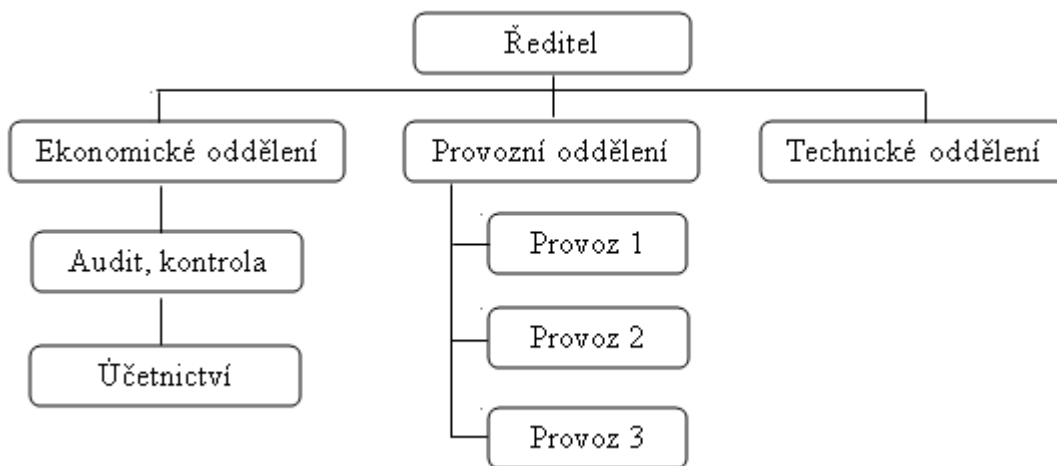 Ředitel
Ekonomické oddělení
Provozní oddělení
Technické oddělení
Audit, kontrola
Účetnictví
Provoz 1
Provoz 2
Provoz 3